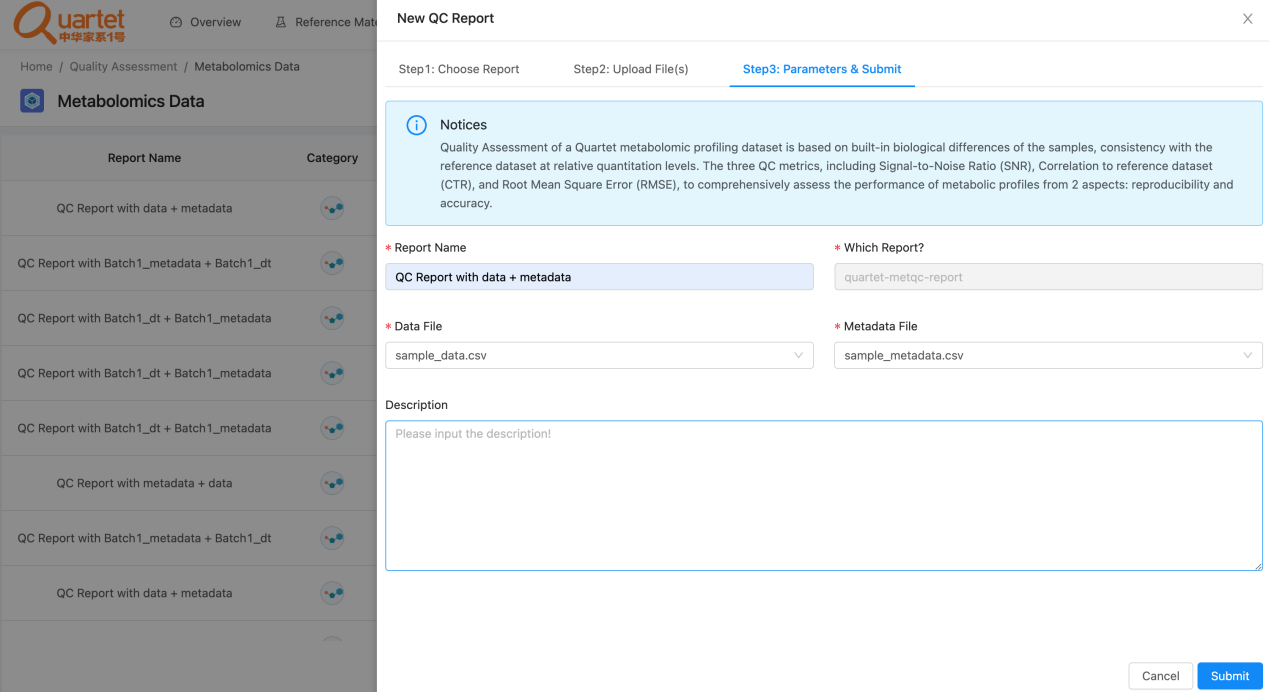 uartet
中华家系1号
Overview
Reference Mate
Home / Quality Assessment / Metabolomics Data
Metabolomics Data
Report Name Category
QC Report with data + metadata
QC Report with Batch1_metadata + Batch1_dt
QC Report with Batch1_dt + Batch1_metadata
QC Report with Batch1_dt + Batch1_metadata
QC Report with Batch1_dt + Batch1_metadata
QC Report with metadata + data
QC Report with Batch1_metadata + Batch1_dt
QC Report with data + metadata
New QC Report
Step1: Choose Report Step2: Upload File(s) Step3: Parameters & Submit
Notices
Quality Assessment of a Quartet metabolomic profiling dataset is based on built-in biological differences of the samples, consistency with the
reference dataset at relative quantitation levels. The three QC metrics, including Signal-to-Noise Ratio (SNR), Correlation to reference dataset
(CTR), and Root Mean Square Error (RMSE), to comprehensively assess the performance of metabolic profiles from 2 aspects: reproducibility and
accuracy.
* Report Name
QC Report with data + metadata
* Which Report?
quartet-metqc-report
* Data File
sample_data.csv
* Metadata File
sample_metadata.csv
Description
Please input the description!
Cancel Submit